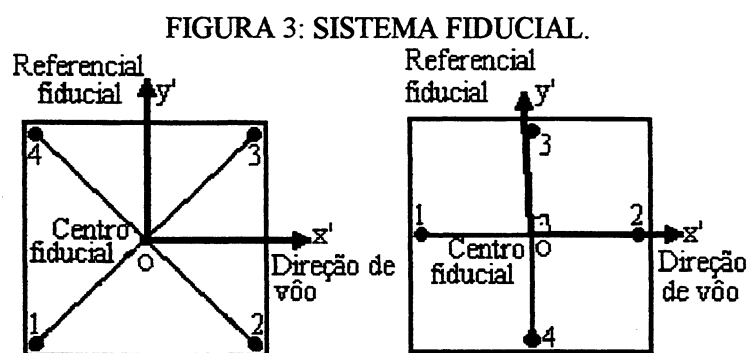 FIGURA 3: SISTEMA FIDUCIAL.
Referencial
fiducial
y'
4
3
Centro
fiducial
O
x'
Direção de
vôo
1
2
Referencial
fiducial
y'
3
1
2
x'
Centro
fiducial
O
Direção
de vôo
4